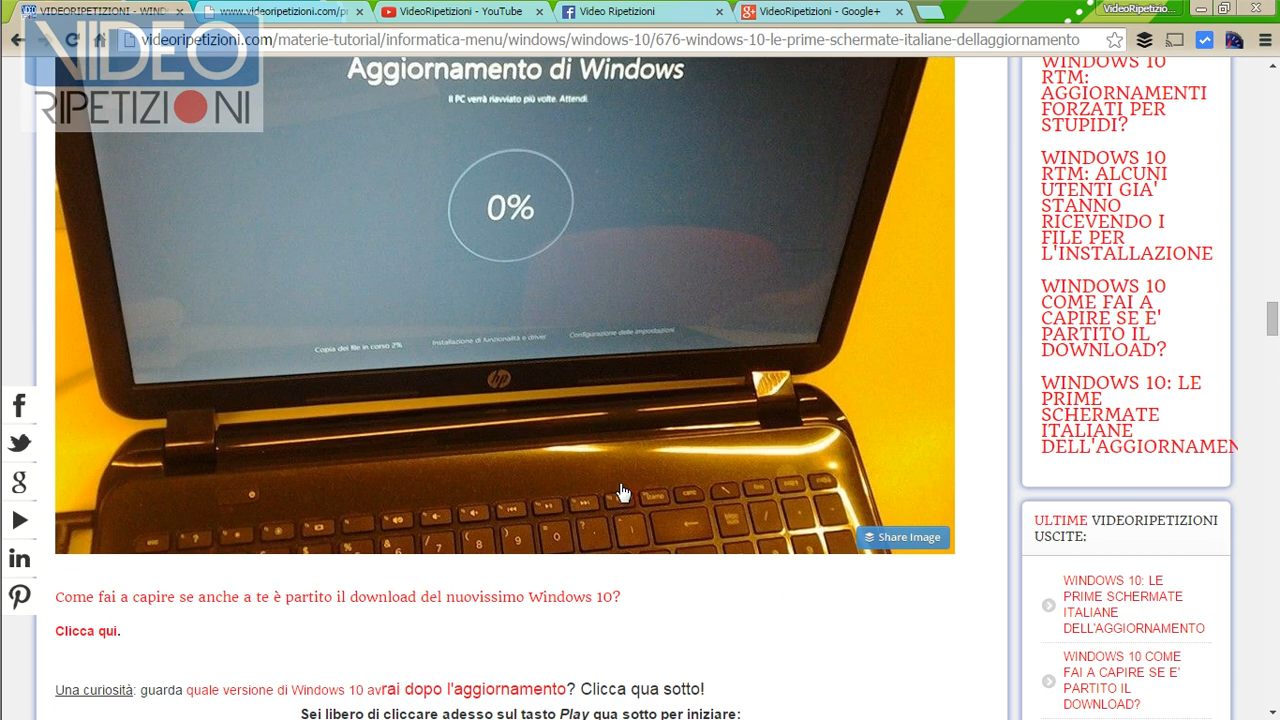 VIDEORIPETIZIONI - WIND
www.videoripetizioni.com/pr
VideoRipetizioni - YouTube
Video Ripetizioni
VideoRipetizioni - Google+
VideoRipetizio...
videoripetizioni.com/materie-tutorial/informatica-menu/windows/windows-10/676-windows-10-le-prime-schermate-italiane-dellaggiornamento
VIDEO
RIPETIZIONI
Aggiornamento di Windows
Il PC verrà riavviato più volte. Attendi.
0%
Copia dei file in corso 2%
Installazione di funzionalità e driver
Configurazione delle impostazioni
hp
Share Image
Come fai a capire se anche a te è partito il download del nuovissimo Windows 10?
Clicca qui.
Una curiosità: guarda quale versione di Windows 10 avrai dopo l'aggiornamento? Clicca qua sotto!
Sei libero di cliccare adesso sul tasto Play qua sotto per iniziare:
WINDOWS 10
RTM:
AGGIORNAMENTI
FORZATI PER
STUPIDI?
WINDOWS 10
RTM: ALCUNI
UTENTI GIA'
STANNO
RICEVENDO I
FILE PER
L'INSTALLAZIONE
WINDOWS 10
COME FAI A
CAPIRE SE E'
PARTITO IL
DOWNLOAD?
WINDOWS 10: LE
PRIME
SCHERMATE
ITALIANE
DELL'AGGIORNAMEN
ULTIME VIDEORIPETIZIONI
USCITE:
WINDOWS 10: LE
PRIME SCHERMATE
ITALIANE
DELL'AGGIORNAMENTO
WINDOWS 10 COME
FAI A CAPIRE SE E'
PARTITO IL
DOWNLOAD?